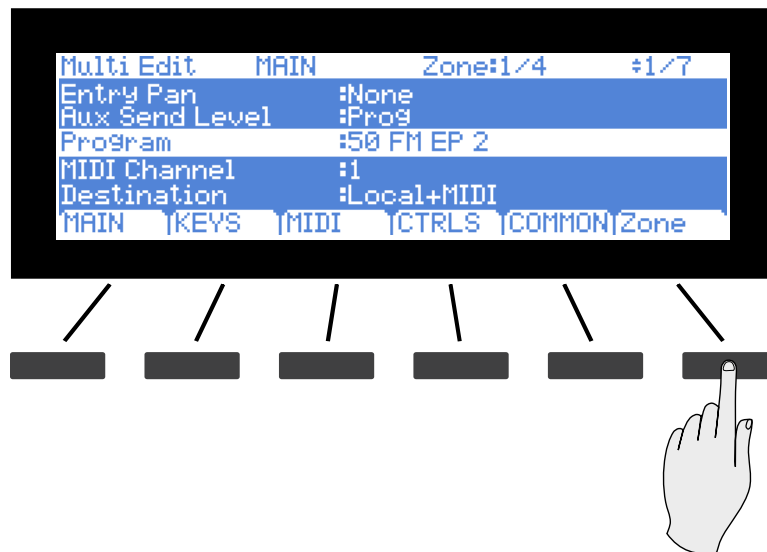 Multi Edit MAIN Zone:1/4 ÷1/7
Entry Pan :None
Aux Send Level :Prog
Program :50 FM EP 2
MIDI Channel :1
Destination :Local+MIDI
MAIN KEYS MIDI CTRLS COMMON Zone